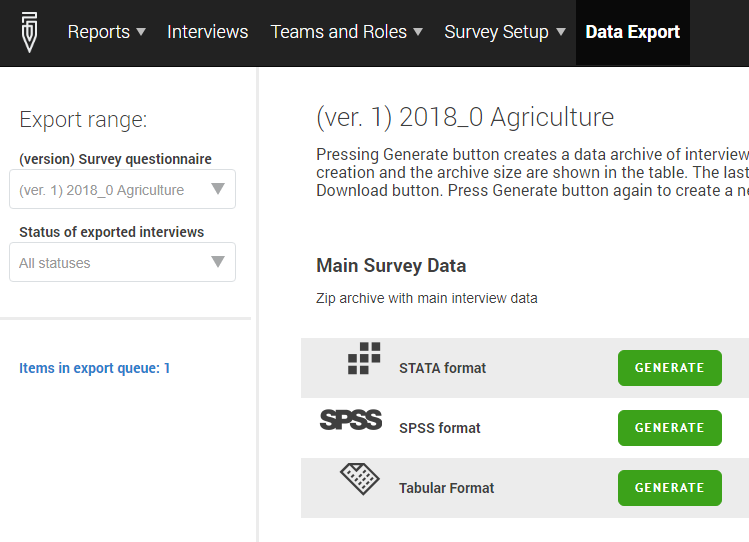 Reports Interviews Teams and Roles Survey Setup Data Export
Export range:
(version) Survey questionnaire
(ver. 1) 2018_0 Agriculture
Status of exported interviews
All statuses
Items in export queue: 1
(ver. 1) 2018_0 Agriculture
Pressing Generate button creates a data archive of interview
creation and the archive size are shown in the table. The last
Download button. Press Generate button again to create a ne
Main Survey Data
Zip archive with main interview data
STATA format GENERATE
SPSS SPSS format GENERATE
Tabular Format GENERATE